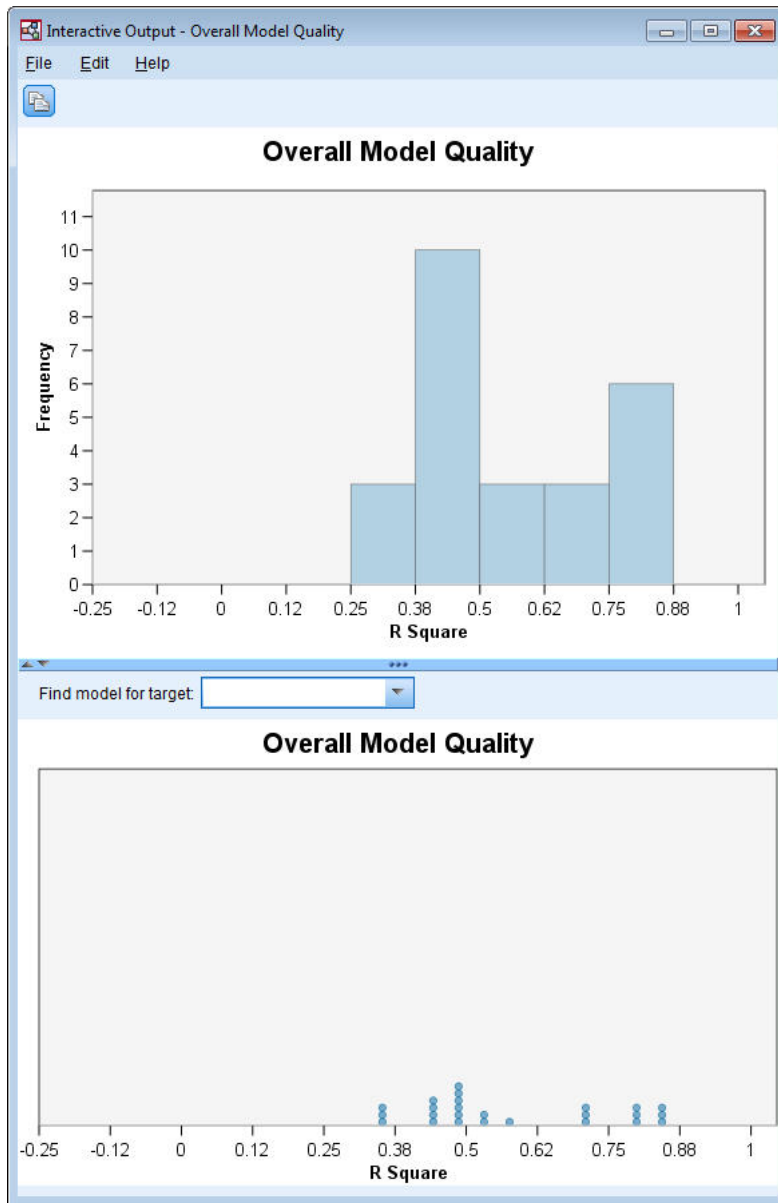 Interactive Output - Overall Model Quality
File Edit Help
Overall Model Quality
11
10
9
8
7
6
5
4
3
2
1
0
Frequency
-0.25 -0.12 0 0.12 0.25 0.38 0.5 0.62 0.75 0.88 1
R Square
Find model for target:
Overall Model Quality
-0.25 -0.12 0 0.12 0.25 0.38 0.5 0.62 0.75 0.88 1
R Square